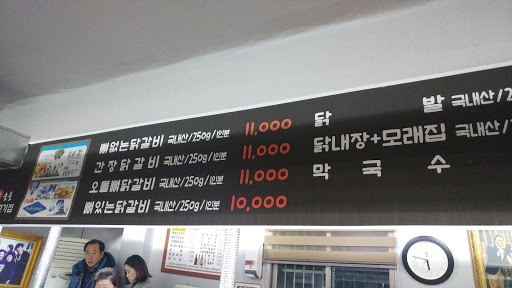 뼈없는닭갈비 국내산/250g/1인분 11,000
간장닭갈비 국내산/250g/1인분 11,000
오돌뼈닭갈비 국내산/250g/1인분 11,000
뼈있는닭갈비 국내산/250g/1인분 10,000
닭 발 국내산/2
닭내장+모래집 국내산/
막국수